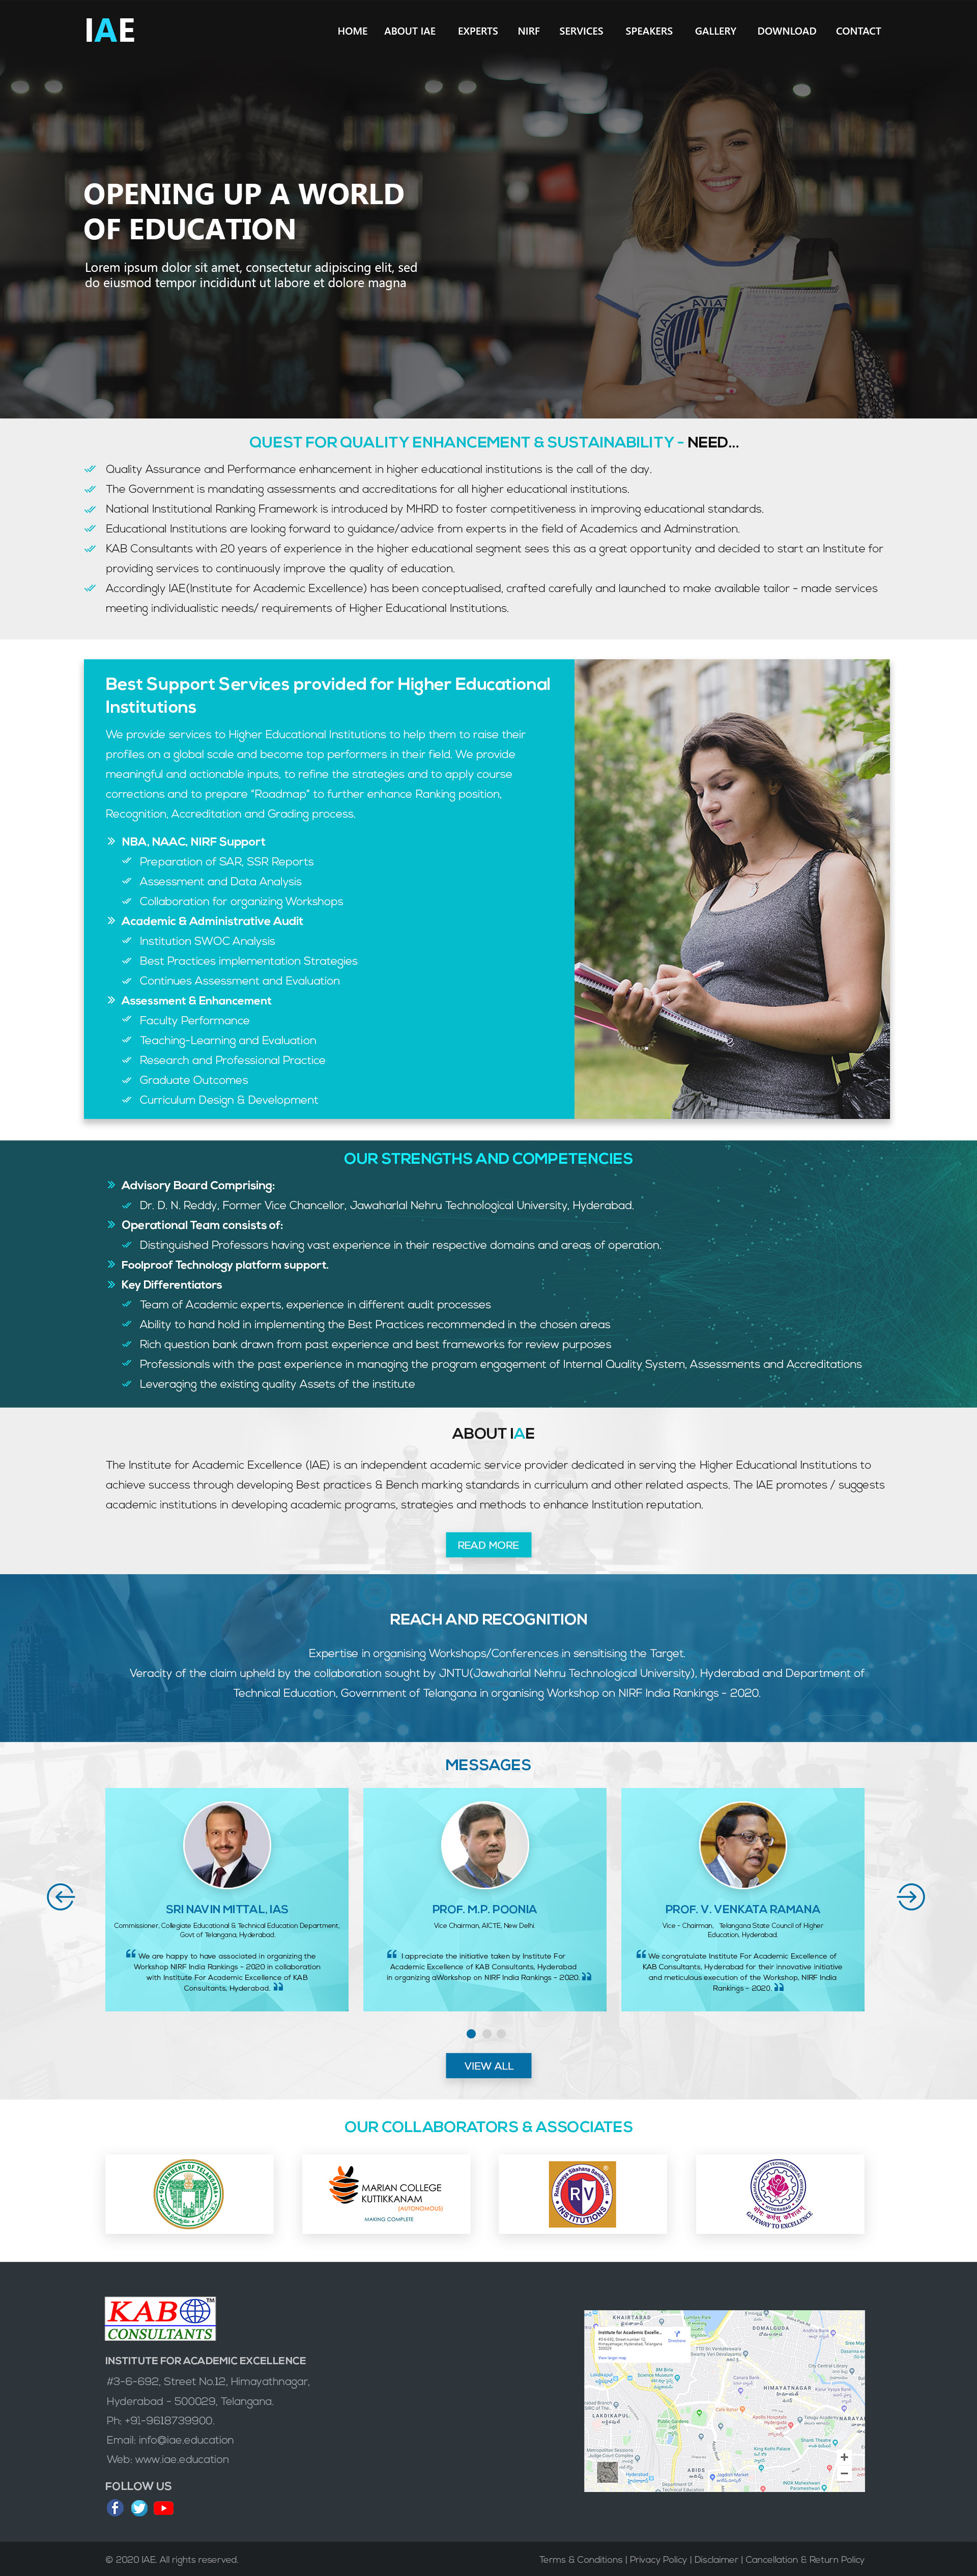 IAE
HOME ABOUT IAE EXPERTS NIRF SERVICES SPEAKERS GALLERY DOWNLOAD CONTACT
OPENING UP A WORLD
OF EDUCATION
Lorem ipsum dolor sit amet, consectetur adipiscing elit, sed
do eiusmod tempor incididunt ut labore et dolore magna
AVIAT
QUEST FOR QUALITY ENHANCEMENT & SUSTAINABILITY - NEED...
Quality Assurance and Performance enhancement in higher educational institutions is the call of the day.
The Government is mandating assessments and accreditations for all higher educational institutions.
National Institutional Ranking Framework is introduced by MHRD to foster competitiveness in improving educational standards.
Educational Institutions are looking forward to guidance/advice from experts in the field of Academics and Adminstration.
KAB Consultants with 20 years of experience in the higher educational segment sees this as a great opportunity and decided to start an Institute for
providing services to continuously improve the quality of education.
Accordingly IAE(Institute for Academic Excellence) has been conceptualised, crafted carefully and launched to make available tailor - made services
meeting individualistic needs/ requirements of Higher Educational Institutions.
Best Support Services provided for Higher Educational
Institutions
We provide services to Higher Educational Institutions to help them to raise their
profiles on a global scale and become top performers in their field. We provide
meaningful and actionable inputs, to refine the strategies and to apply course
corrections and to prepare "Roadmap" to further enhance Ranking position,
Recognition, Accreditation and Grading process.
NBA, NAAC, NIRF Support
Preparation of SAR, SSR Reports
Assessment and Data Analysis
Collaboration for organizing Workshops
Academic & Administrative Audit
Institution SWOC Analysis
Best Practices implementation Strategies
Continues Assessment and Evaluation
Assessment & Enhancement
Faculty Performance
Teaching-Learning and Evaluation
Research and Professional Practice
Graduate Outcomes
Curriculum Design & Development
OUR STRENGTHS AND COMPETENCIES
Advisory Board Comprising:
Dr. D. N. Reddy, Former Vice Chancellor, Jawaharlal Nehru Technological University, Hyderabad.
Operational Team consists of:
Distinguished Professors having vast experience in their respective domains and areas of operation.
Foolproof Technology platform support.
Key Differentiators
Team of Academic experts, experience in different audit processes
Ability to hand hold in implementing the Best Practices recommended in the chosen areas
Rich question bank drawn from past experience and best frameworks for review purposes
Professionals with the past experience in managing the program engagement of Internal Quality System, Assessments and Accreditations
Leveraging the existing quality Assets of the institute
ABOUT IAE
The Institute for Academic Excellence (IAE) is an independent academic service provider dedicated in serving the Higher Educational Institutions to
achieve success through developing Best practices & Bench marking standards in curriculum and other related aspects. The IAE promotes / suggests
academic institutions in developing academic programs, strategies and methods to enhance Institution reputation.
READ MORE
REACH AND RECOGNITION
Expertise in organising Workshops/Conferences in sensitising the Target.
Veracity of the claim upheld by the collaboration sought by JNTU(Jawaharlal Nehru Technological University), Hyderabad and Department of
Technical Education, Government of Telangana in organising Workshop on NIRF India Rankings - 2020.
MESSAGES
SRI NAVIN MITTAL, IAS
Commissioner, Collegiate Educational & Technical Education Department,
Govt of Telangana, Hyderabad.
“ We are happy to have associated in organizing the
Workshop NIRF India Rankings - 2020 in collaboration
with Institute For Academic Excellence of KAB
Consultants, Hyderabad. ”
PROF. M.P. POONIA
Vice Chairman, AICTE, New Delhi.
“ I appreciate the initiative taken by Institute For
Academic Excellence of KAB Consultants, Hyderabad
in organizing aWorkshop on NIRF India Rankings - 2020. ”
PROF. V. VENKATA RAMANA
Vice - Chairman, Telangana State Council of Higher
Education, Hyderabad.
“ We congratulate Institute For Academic Excellence of
KAB Consultants, Hyderabad for their innovative initiative
and meticulous execution of the Workshop, NIRF India
Rankings - 2020. ”
VIEW ALL
OUR COLLABORATORS & ASSOCIATES
GOVERNMENT OF TELANGANA
MARIAN COLLEGE
KUTTIKKANAM
(AUTONOMOUS)
MAKING COMPLETE
Rashtreeya Sikshana Samithi Trust
RV
INSTITUTIONS
GATEWAY TO EXCELLENCE
KAB TM
CONSULTANTS
INSTITUTE FOR ACADEMIC EXCELLENCE
#3-6-692, Street No.12, Himayathnagar,
Hyderabad - 500029, Telangana.
Ph: +91-9618739900.
Email: info@iae.education
Web: www.iae.education
FOLLOW US
KHAIRTABAD
DOMALGUDA
Institute for Academic Excelle...
Directions
View larger map
HIMAYATNAGAR
LAKDIKAPUL
ABIDS
© 2020 IAE. All rights reserved.
Terms & Conditions | Privacy Policy | Disclaimer | Cancellation & Return Policy